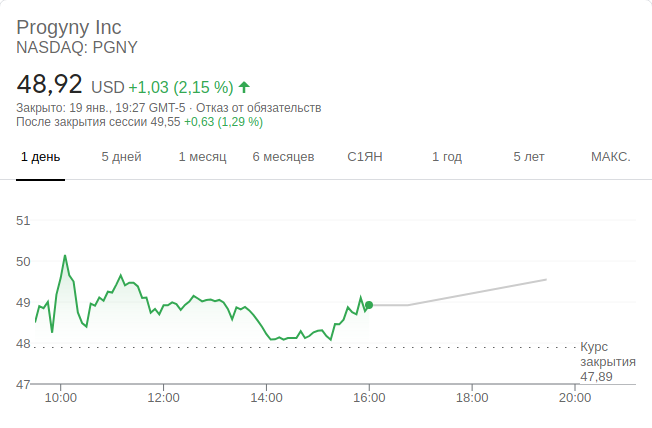 Progyny Inc
NASDAQ: PGNY
48,92 USD +1,03 (2,15 %)
Закрыто: 19 янв., 19:27 GMT-5 · Отказ от обязательств
После закрытия сессии 49,55 +0,63 (1,29 %)
1 день 5 дней 1 месяц 6 месяцев С1ЯН 1 год 5 лет МАКС.
51
50
49
48
Курс
закрытия
47,89
47
10:00 12:00 14:00 16:00 18:00 20:00